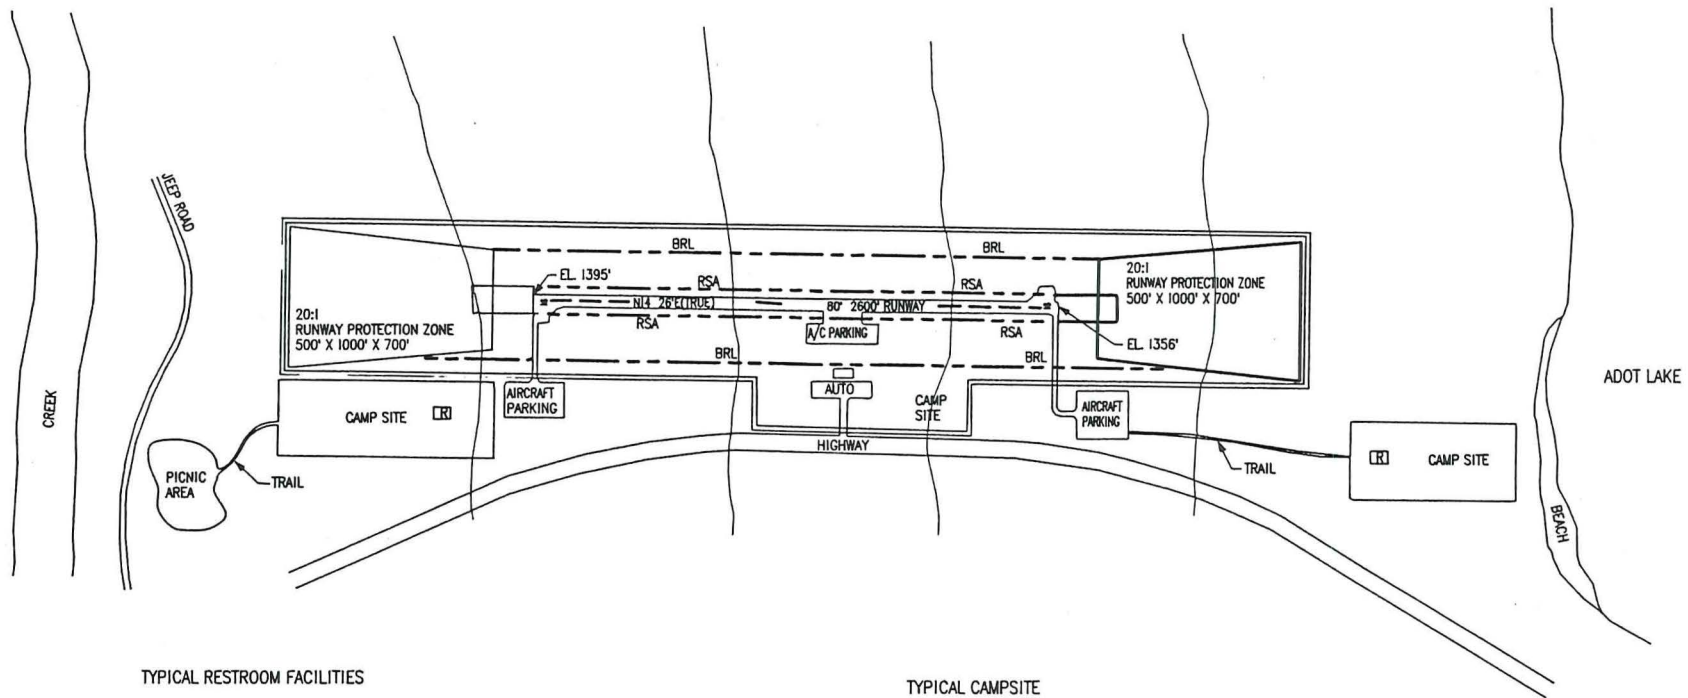 JEEP ROAD
BRL
BRL
EL. 1395'
RSA
RSA
20:1
RUNWAY PROTECTION ZONE
500' X 1000' X 700'
N14 26'E(TRUE)
80' 2600' RUNWAY
20:1
RUNWAY PROTECTION ZONE
500' X 1000' X 700'
RSA
A/C PARKING
RSA
EL. 1356'
BRL
BRL
ADOT LAKE
CREEK
CAMP SITE
R
AIRCRAFT
PARKING
AUTO
CAMP
SITE
AIRCRAFT
PARKING
HIGHWAY
PICNIC
AREA
TRAIL
TRAIL
R
CAMP SITE
BEACH
TYPICAL RESTROOM FACILITIES
TYPICAL CAMPSITE